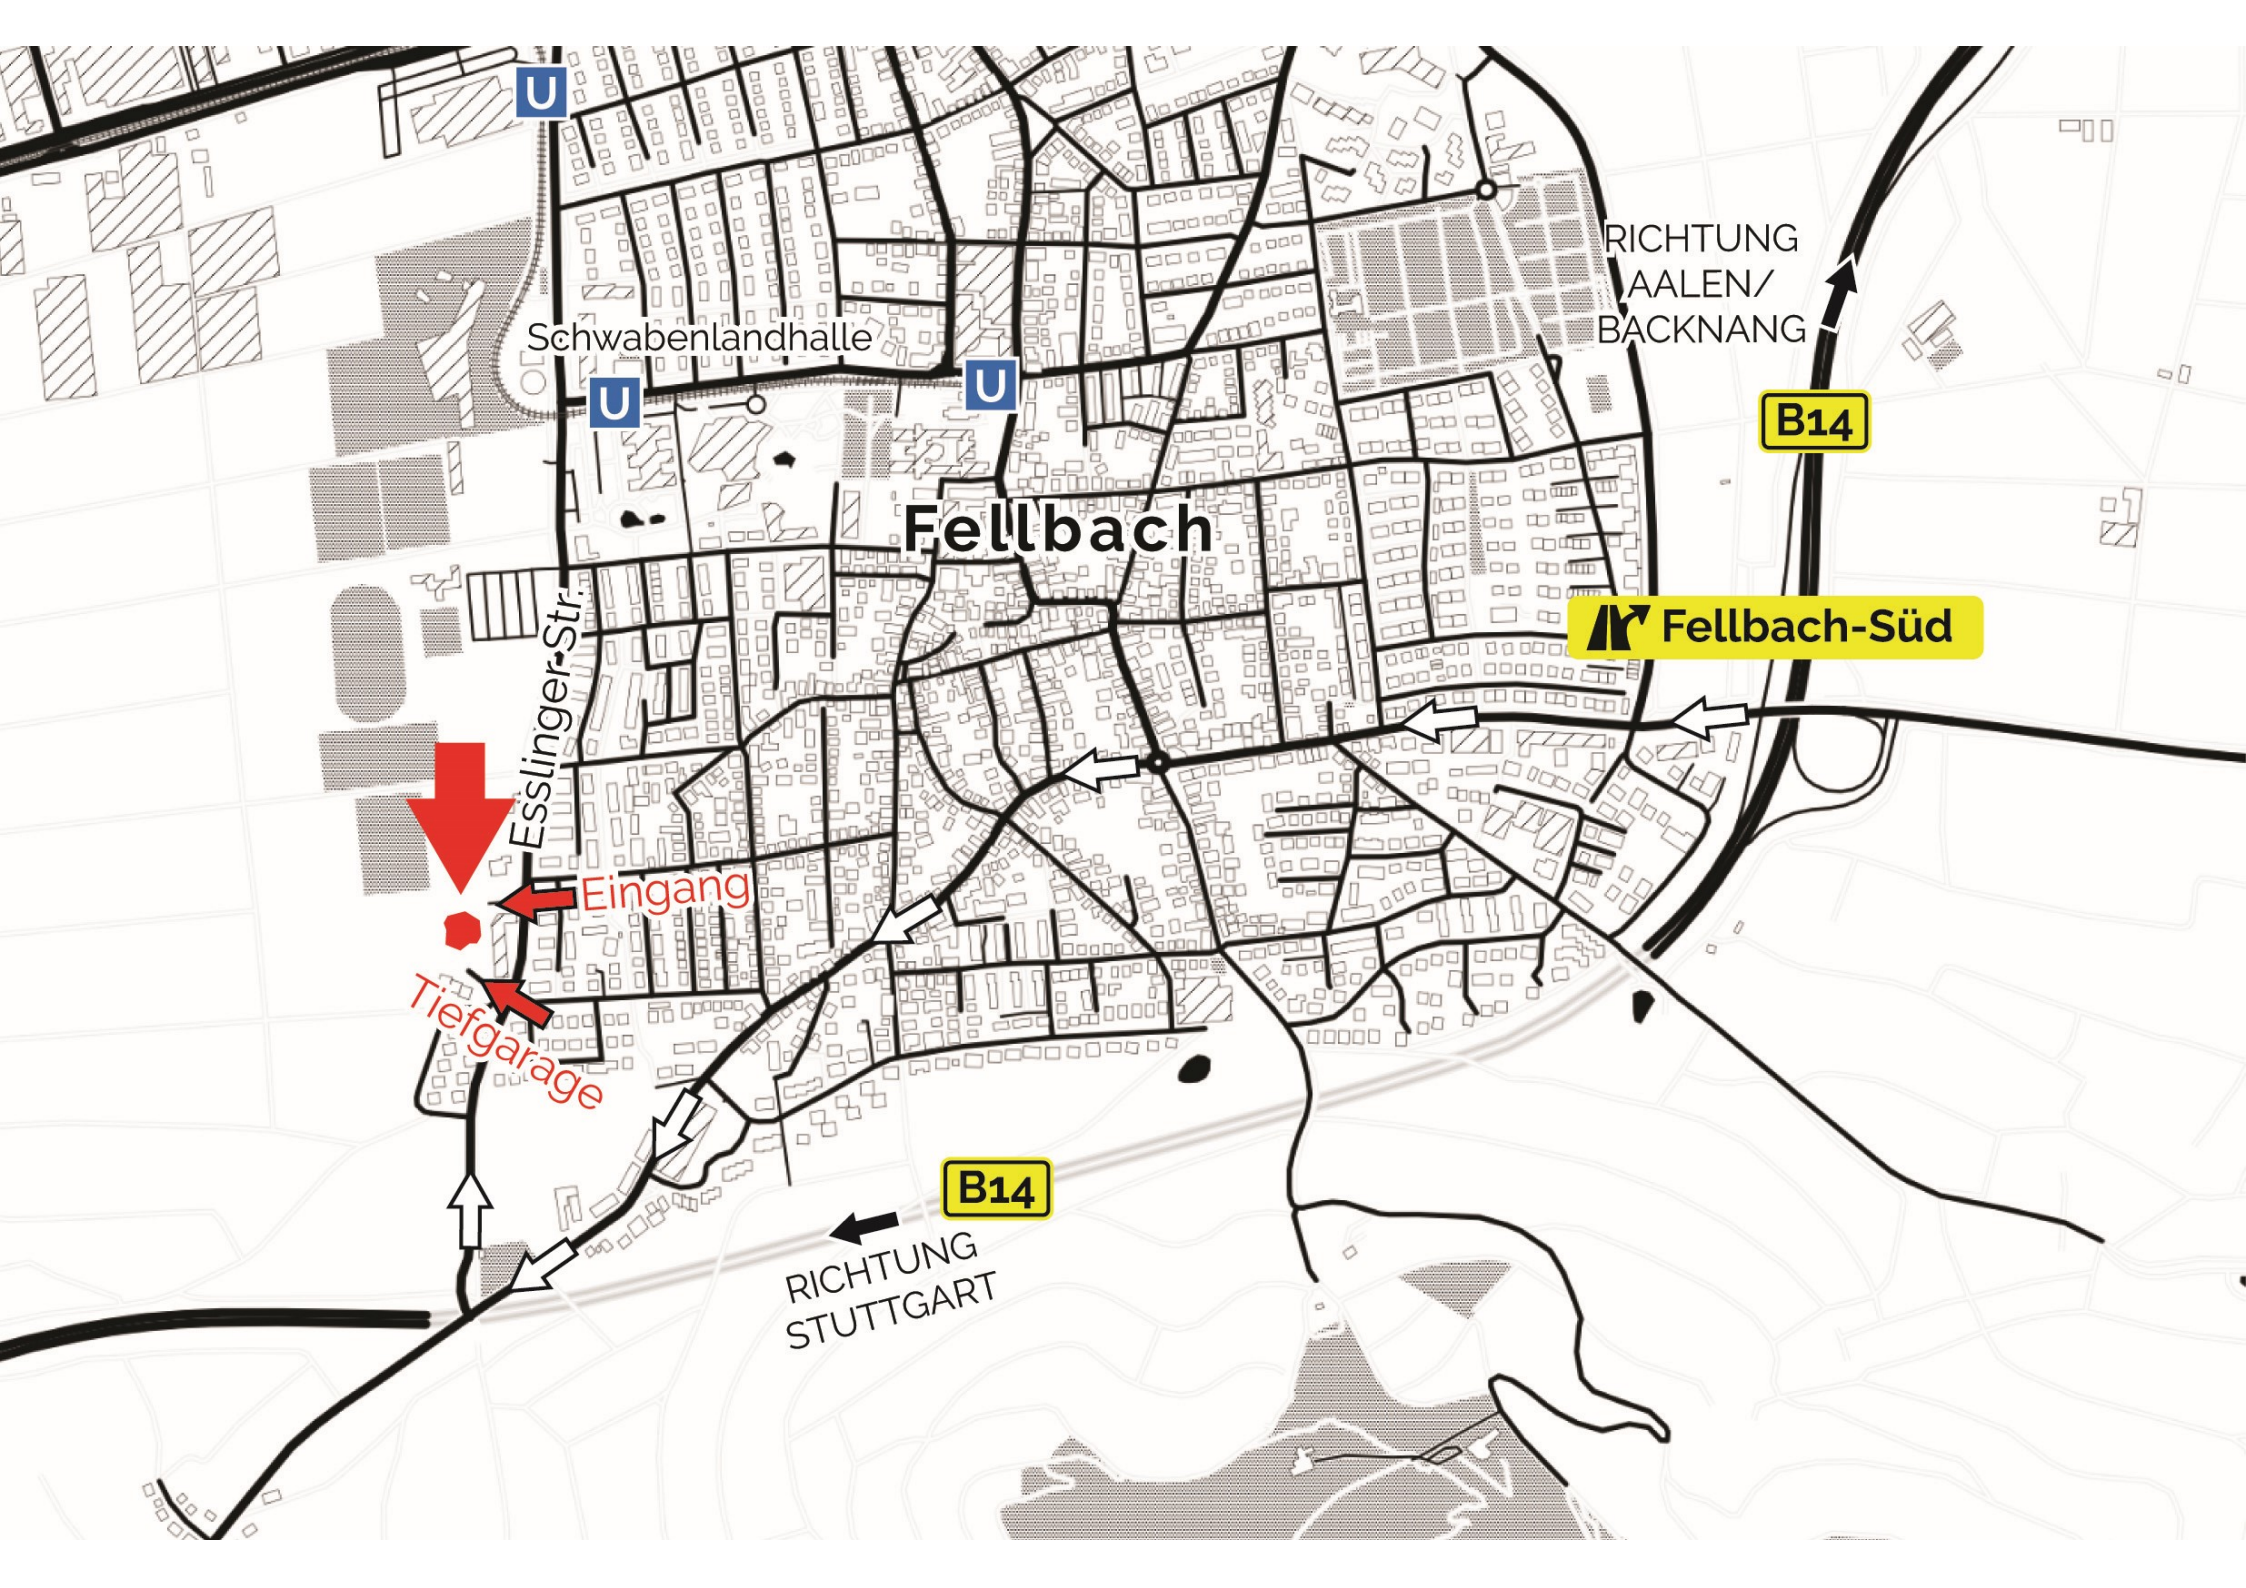 U
RICHTUNG
AALEN/
BACKNANG
Schwabenlandhalle
U
U
B14
Fellbach
Fellbach-Süd
Esslinger Str.
Eingang
Tiefgarage
B14
RICHTUNG
STUTTGART